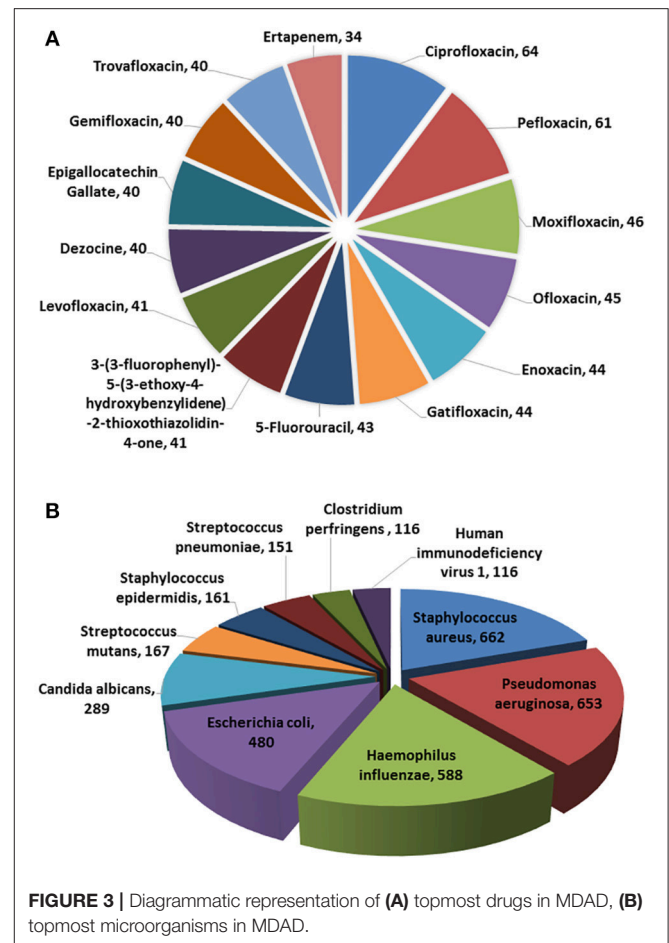 A
Ertapenem, 34
Ciprofloxacin, 64
Trovafloxacin, 40
Pefloxacin, 61
Gemifloxacin, 40
Epigallocatechin
Gallate, 40
Moxifloxacin, 46
Dezocine, 40
Ofloxacin, 45
Levofloxacin, 41
Enoxacin, 44
3-(3-fluorophenyl)-
5-(3-ethoxy-4-
hydroxybenzylidene)
-2-thioxothiazolidin-
4-one, 41
5-Fluorouracil, 43
Gatifloxacin, 44
B
Clostridium
perfringens , 116
Human
immunodeficiency
virus 1, 116
Streptococcus
pneumoniae, 151
Staphylococcus
epidermidis, 161
Staphylococcus
aureus, 662
Streptococcus
mutans, 167
Candida albicans,
289
Pseudomonas
aeruginosa, 653
Escherichia coli,
480
Haemophilus
influenzae, 588
FIGURE 3 | Diagrammatic representation of (A) topmost drugs in MDAD, (B)
topmost microorganisms in MDAD.